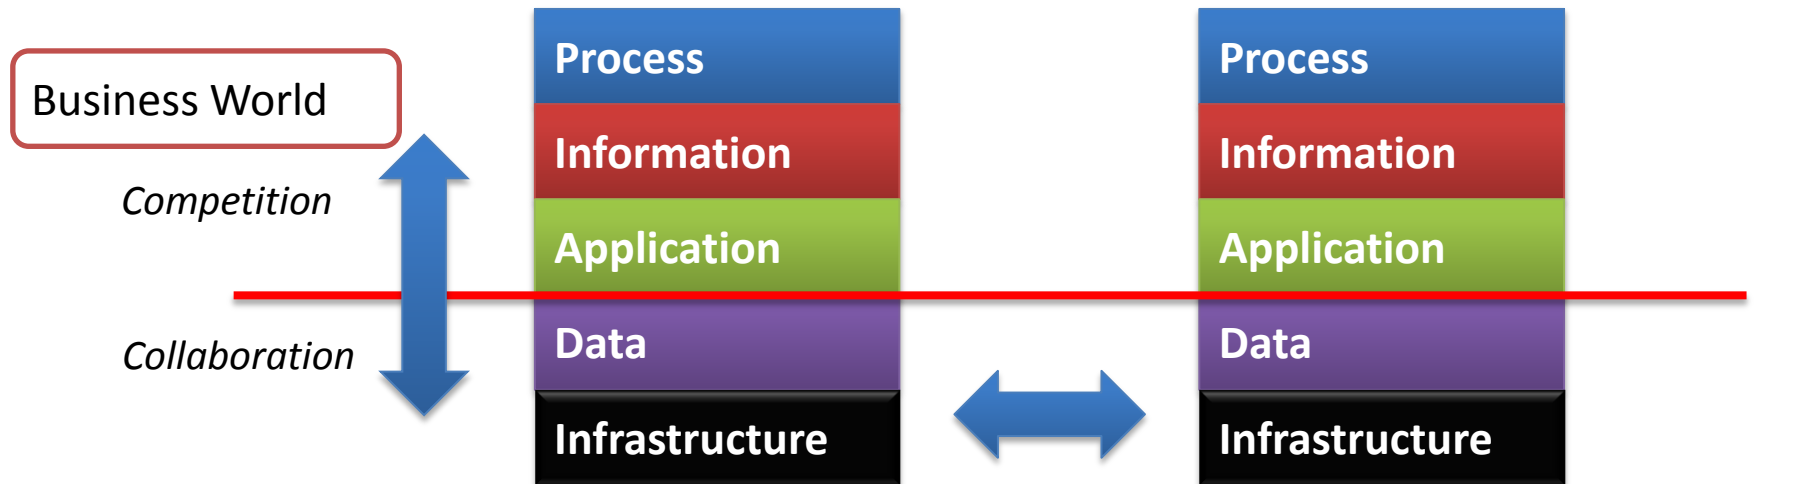 Business World
Competition
Collaboration
Process
Information
Application
Data
Infrastructure
Process
Information
Application
Data
Infrastructure